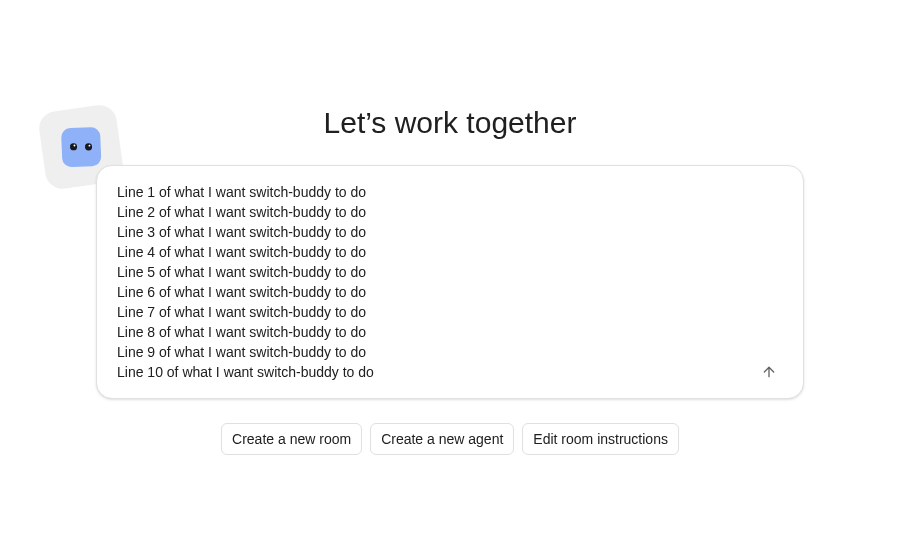 Let’s work together
Line 1 of what I want switch-buddy to do
Line 2 of what I want switch-buddy to do
Line 3 of what I want switch-buddy to do
Line 4 of what I want switch-buddy to do
Line 5 of what I want switch-buddy to do
Line 6 of what I want switch-buddy to do
Line 7 of what I want switch-buddy to do
Line 8 of what I want switch-buddy to do
Line 9 of what I want switch-buddy to do
Line 10 of what I want switch-buddy to do
Create a new room Create a new agent Edit room instructions